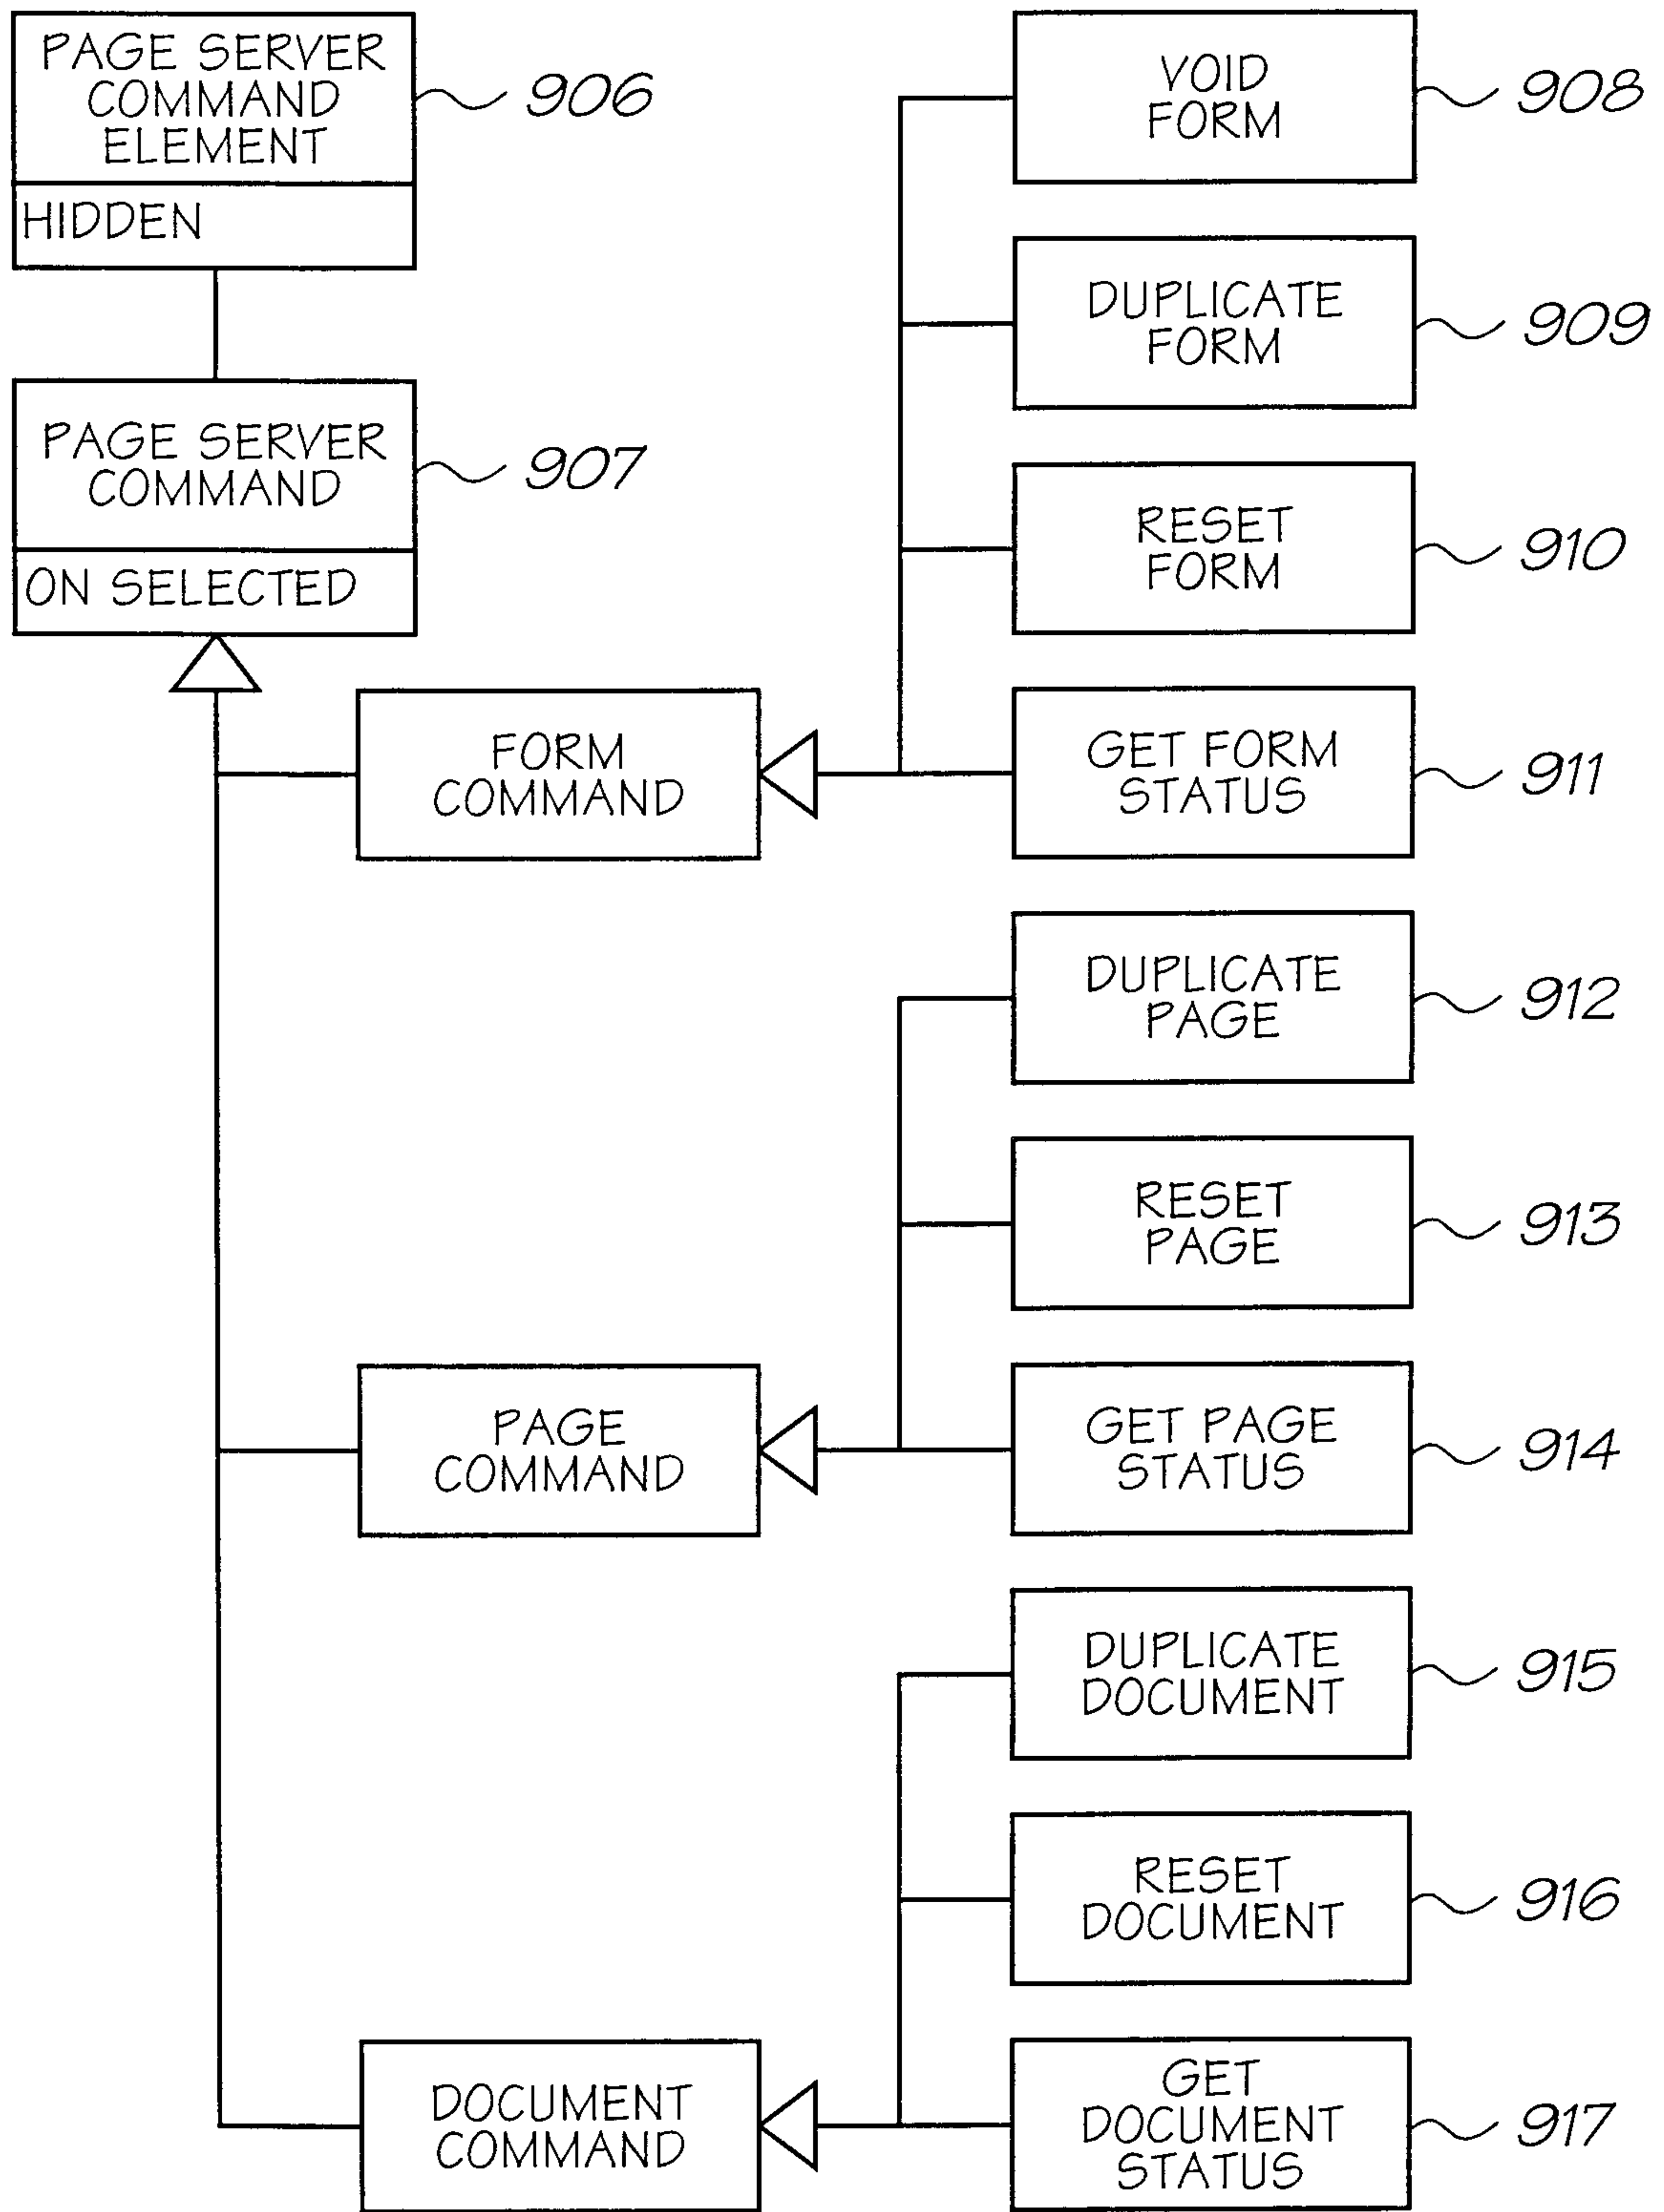 PAGE SERVER
COMMAND
ELEMENT
906
HIDDEN
PAGE SERVER
COMMAND
907
ON SELECTED
FORM
COMMAND
VOID
FORM
908
DUPLICATE
FORM
909
RESET
FORM
910
GET FORM
STATUS
911
PAGE
COMMAND
DUPLICATE
PAGE
912
RESET
PAGE
913
GET PAGE
STATUS
914
DOCUMENT
COMMAND
DUPLICATE
DOCUMENT
915
RESET
DOCUMENT
916
GET
DOCUMENT
STATUS
917